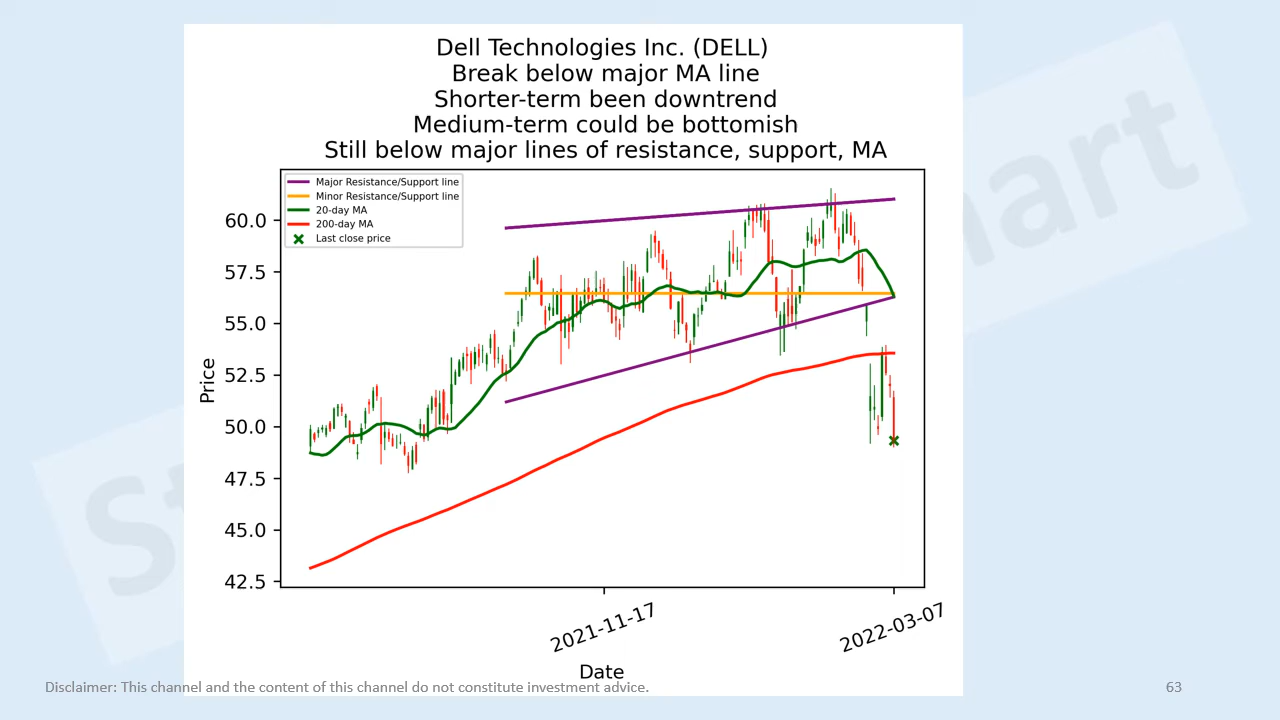 Dell Technologies Inc. (DELL)
Break below major MA line
Shorter-term been downtrend
Medium-term could be bottomish
Still below major lines of resistance, support, MA
Major Resistance/Support line
Minor Resistance/Support line
20-day MA
200-day MA
Last close price
60.0
57.5
55.0
52.5
50.0
47.5
45.0
42.5
Price
2021-11-17
2022-03-07
Date
Disclaimer: This channel and the content of this channel do not constitute investment advice.
63